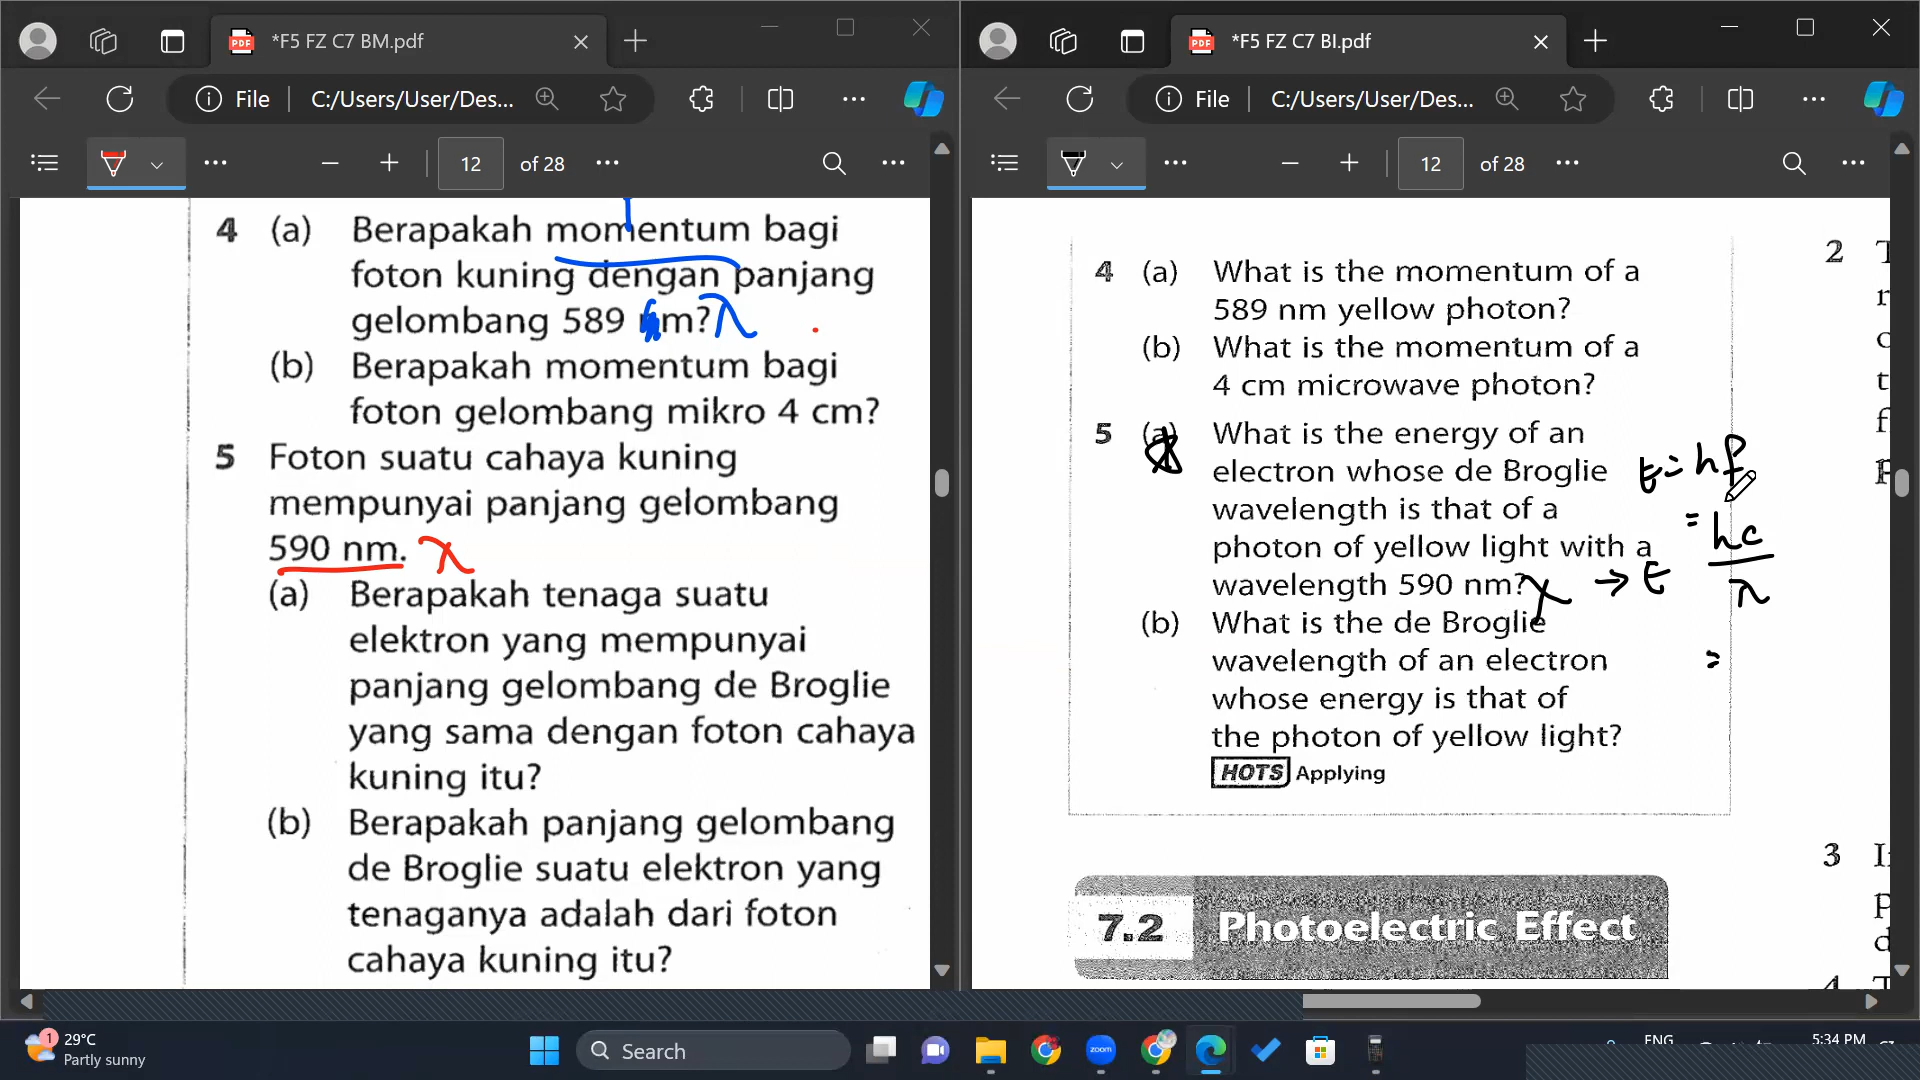 *F5 FZ C7 BM.pdf
File C:/Users/User/Des...
12 of 28
4 (a) Berapakah momentum bagi
foton kuning dengan panjang
gelombang 589 nm? λ
(b) Berapakah momentum bagi
foton gelombang mikro 4 cm?
5 Foton suatu cahaya kuning
mempunyai panjang gelombang
590 nm. λ
(a) Berapakah tenaga suatu
elektron yang mempunyai
panjang gelombang de Broglie
yang sama dengan foton cahaya
kuning itu?
(b) Berapakah panjang gelombang
de Broglie suatu elektron yang
tenaganya adalah dari foton
cahaya kuning itu?
*F5 FZ C7 BI.pdf
File C:/Users/User/Des...
12 of 28
4 (a) What is the momentum of a
589 nm yellow photon?
(b) What is the momentum of a
4 cm microwave photon?
5 (a) What is the energy of an
electron whose de Broglie
wavelength is that of a
photon of yellow light with a
wavelength 590 nm? λ → E
(b) What is the de Broglie
wavelength of an electron
whose energy is that of
the photon of yellow light?
HOTS Applying
E = hf
= hc
λ
=
7.2 Photoelectric Effect
2
3
29°C
Partly sunny
1
Search
zoom
ENG
5:34 PM